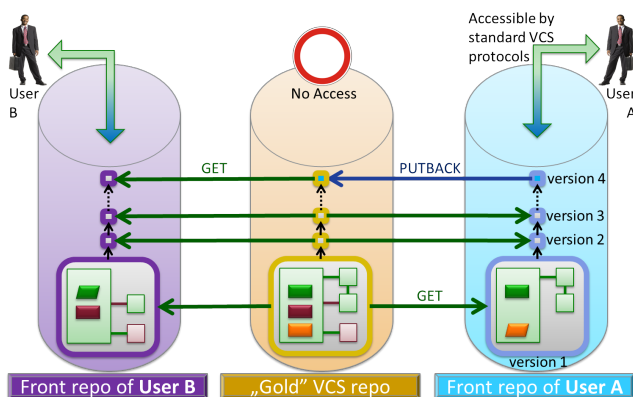 Accessible by
standard VCS
protocols
User
B
No Access
User
A
GET
PUTBACK
version 4
version 3
version 2
GET
version 1
Front repo of User B
„Gold” VCS repo
Front repo of User A